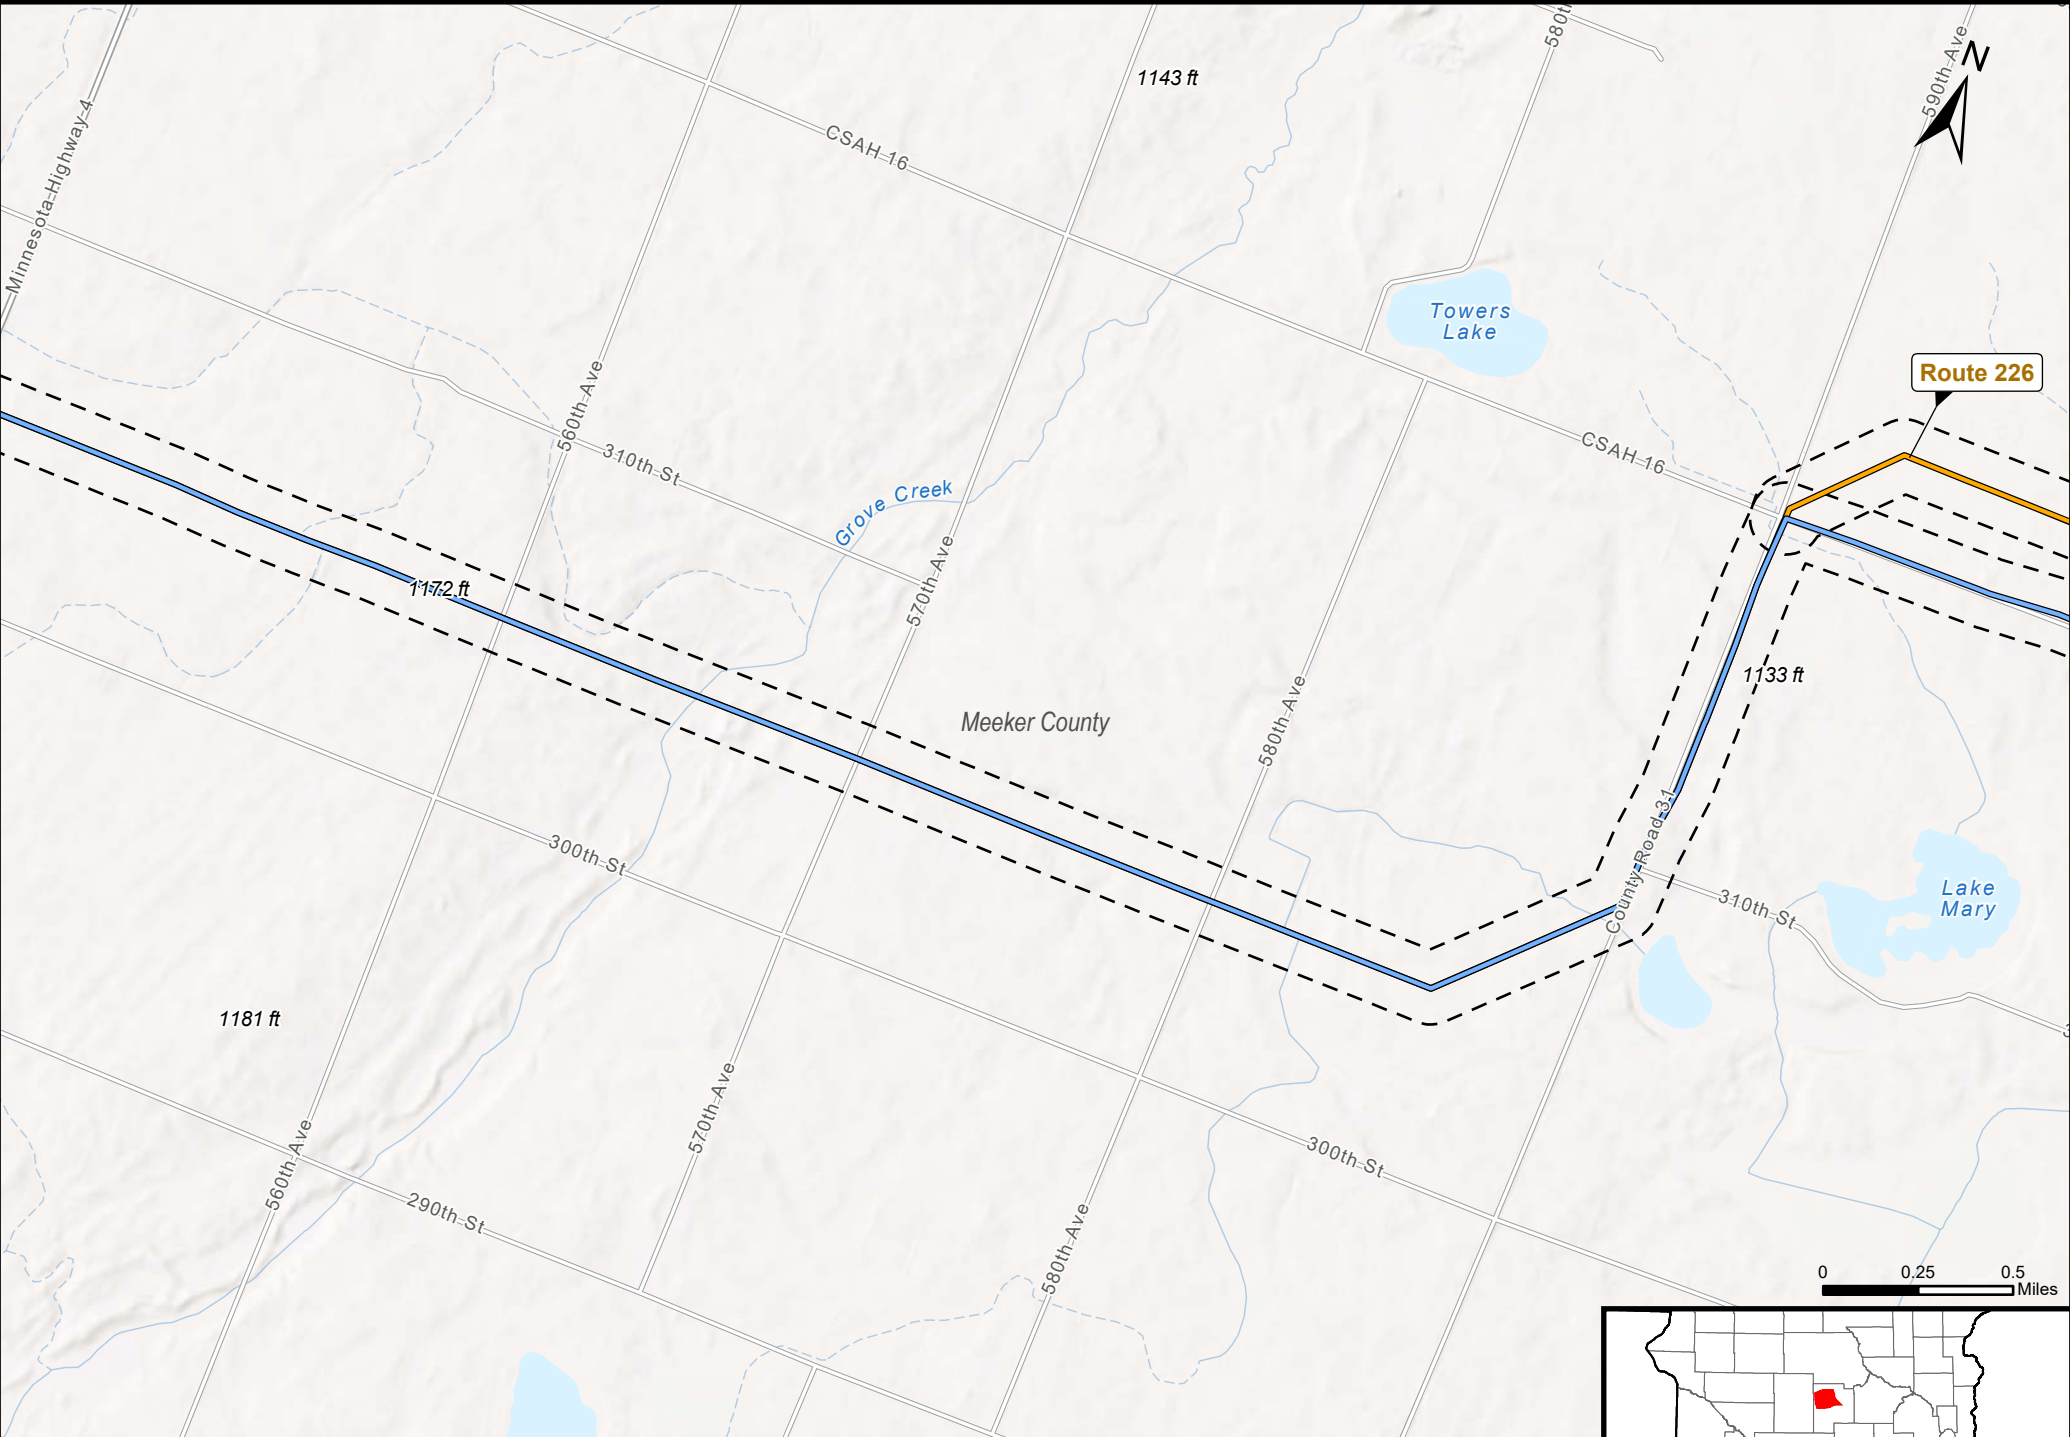 580th
590th Ave
N
1143 ft
Minnesota Highway 4
CSAH 16
Towers
Lake
Route 226
560th Ave
310th St
CSAH 16
Grove Creek
570th Ave
1172 ft
1133 ft
Meeker County
580th Ave
County Road 31
300th St
310th St
Lake
Mary
1181 ft
570th Ave
560th Ave
300th St
290th St
580th Ave
0 0.25 0.5
Miles